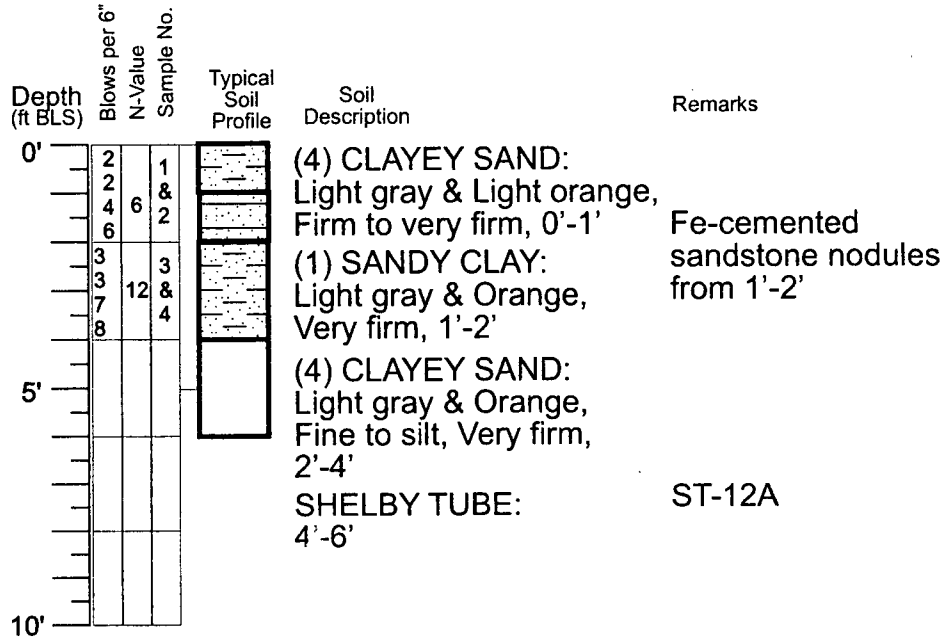 Depth
(ft BLS)
Blows per 6"
N-Value
Sample No.
Typical
Soil
Profile
Soil
Description
Remarks
0'
5'
10'
2
2
4
6
6
1
&
2
3
3
7
8
12
3
&
4
(4) CLAYEY SAND:
Light gray & Light orange,
Firm to very firm, 0'-1'
(1) SANDY CLAY:
Light gray & Orange,
Very firm, 1'-2'
(4) CLAYEY SAND:
Light gray & Orange,
Fine to silt, Very firm,
2'-4'
SHELBY TUBE:
4'-6'
Fe-cemented
sandstone nodules
from 1'-2'
ST-12A